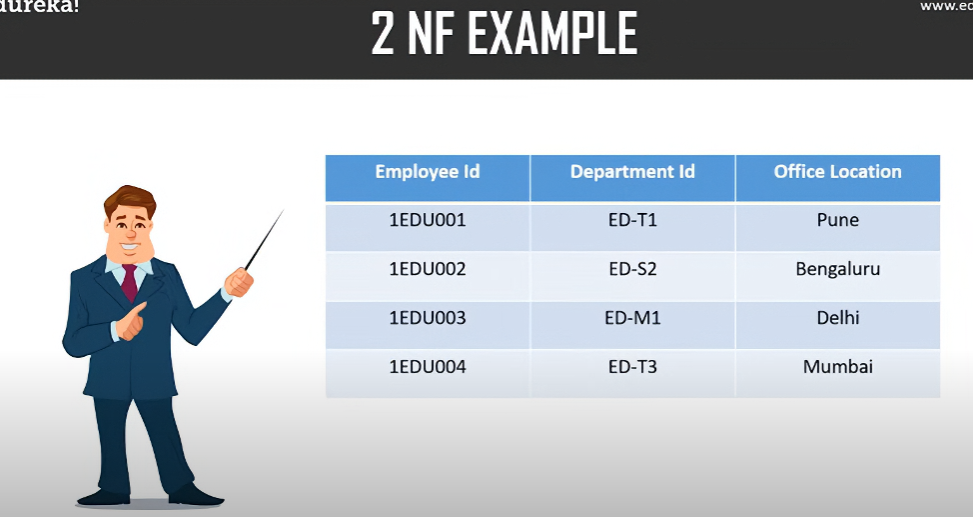 dureka!
www.ed
2 NF EXAMPLE
Employee Id Department Id Office Location
1EDU001 ED-T1 Pune
1EDU002 ED-S2 Bengaluru
1EDU003 ED-M1 Delhi
1EDU004 ED-T3 Mumbai